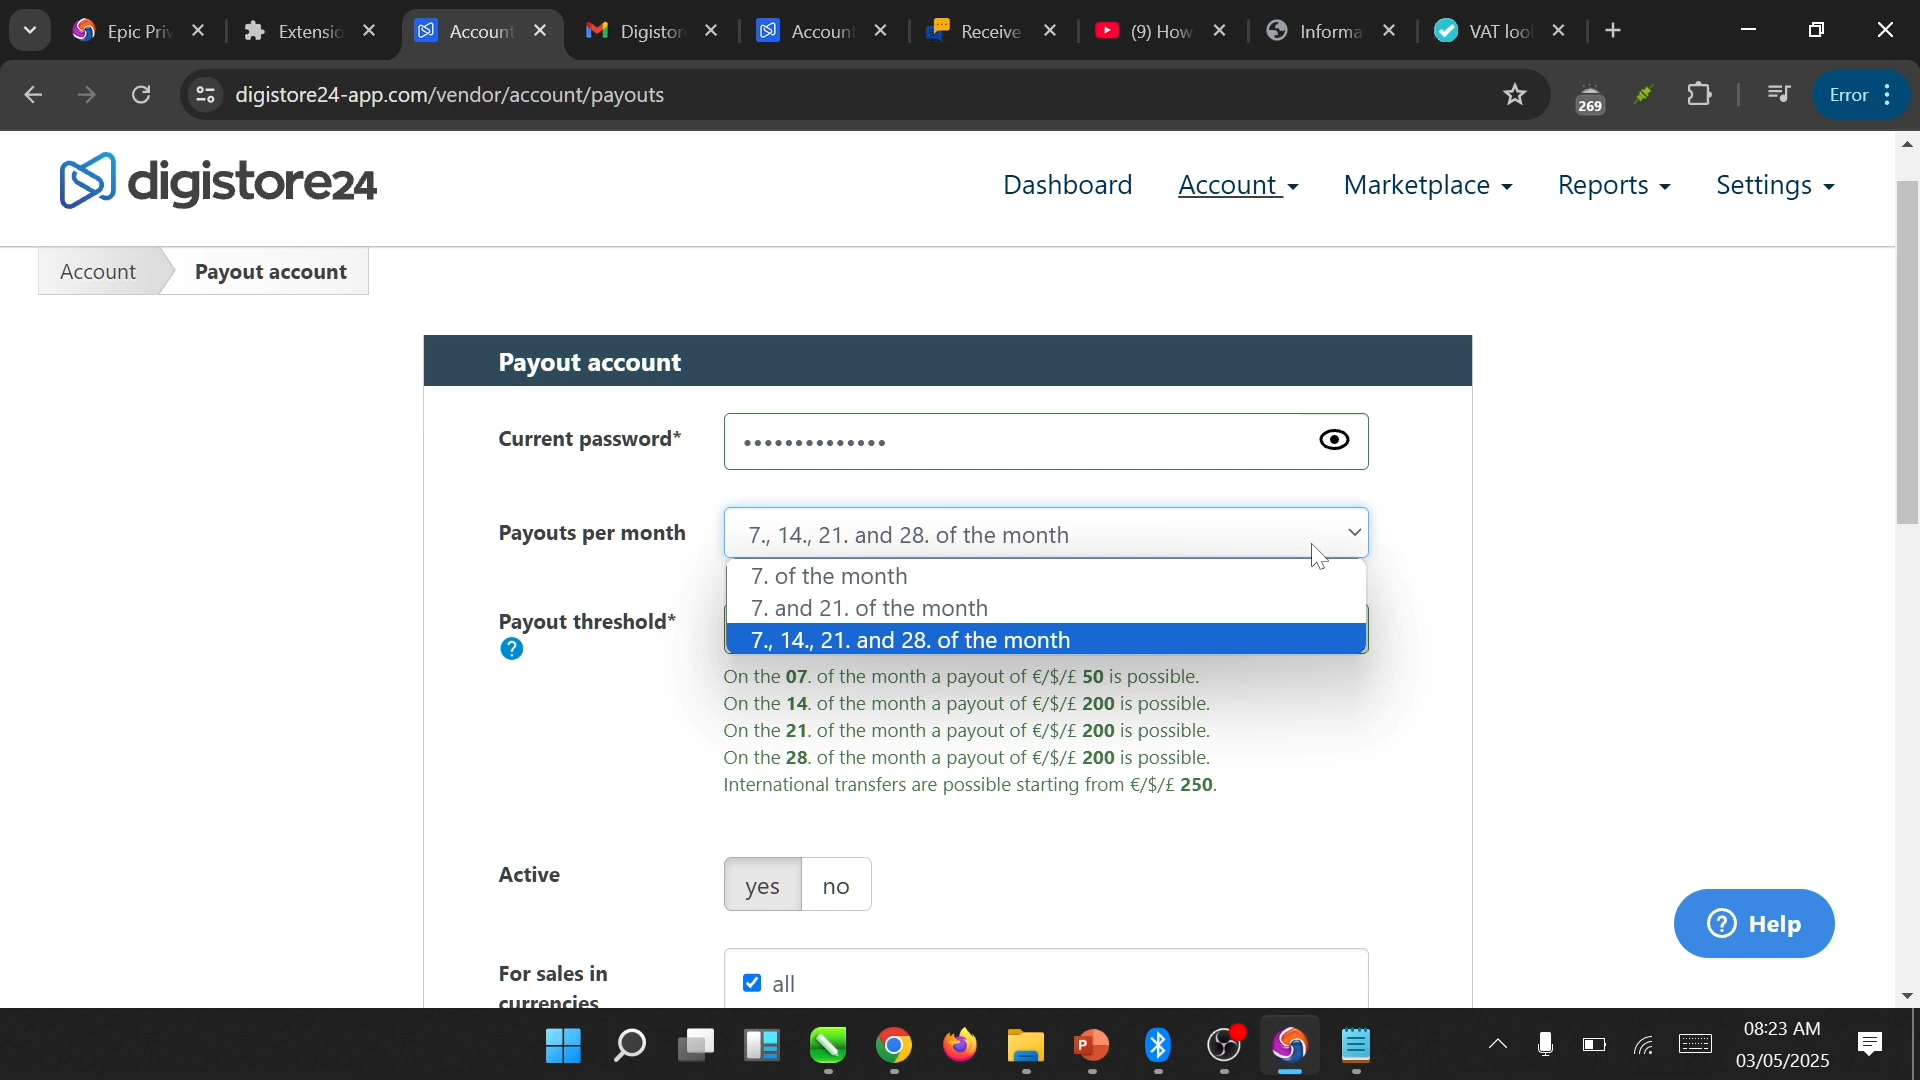 Epic Priv
Extensio
Account
Digistor
Account
Receive
(9) How
Informa
VAT loo
digistore24-app.com/vendor/account/payouts
269
Error
digistore24
Dashboard
Account
Marketplace
Reports
Settings
Account
Payout account
Payout account
Current password*
••••••••••••••
Payouts per month
7., 14., 21. and 28. of the month
7. of the month
7. and 21. of the month
7., 14., 21. and 28. of the month
Payout threshold*
?
On the 07. of the month a payout of €/$/£ 50 is possible.
On the 14. of the month a payout of €/$/£ 200 is possible.
On the 21. of the month a payout of €/$/£ 200 is possible.
On the 28. of the month a payout of €/$/£ 200 is possible.
International transfers are possible starting from €/$/£ 250.
Active
yes
no
Help
For sales in
currencies
all
08:23 AM
03/05/2025